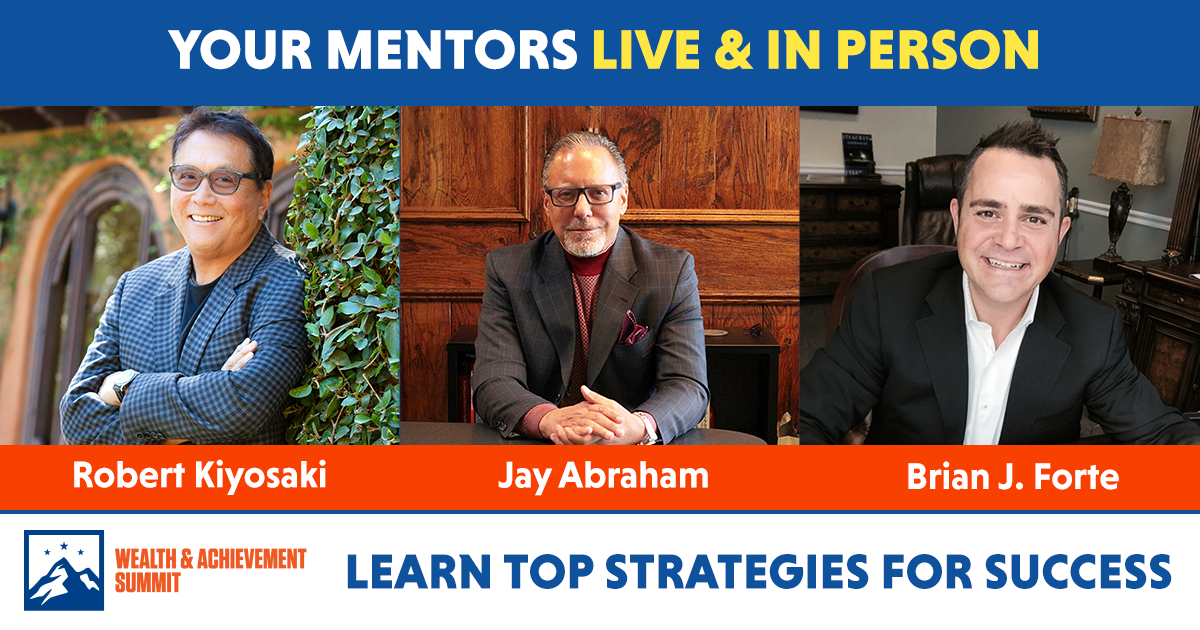 YOUR MENTORS LIVE & IN PERSON
Robert Kiyosaki
Jay Abraham
Brian J. Forte
WEALTH & ACHIEVEMENT
SUMMIT
LEARN TOP STRATEGIES FOR SUCCESS